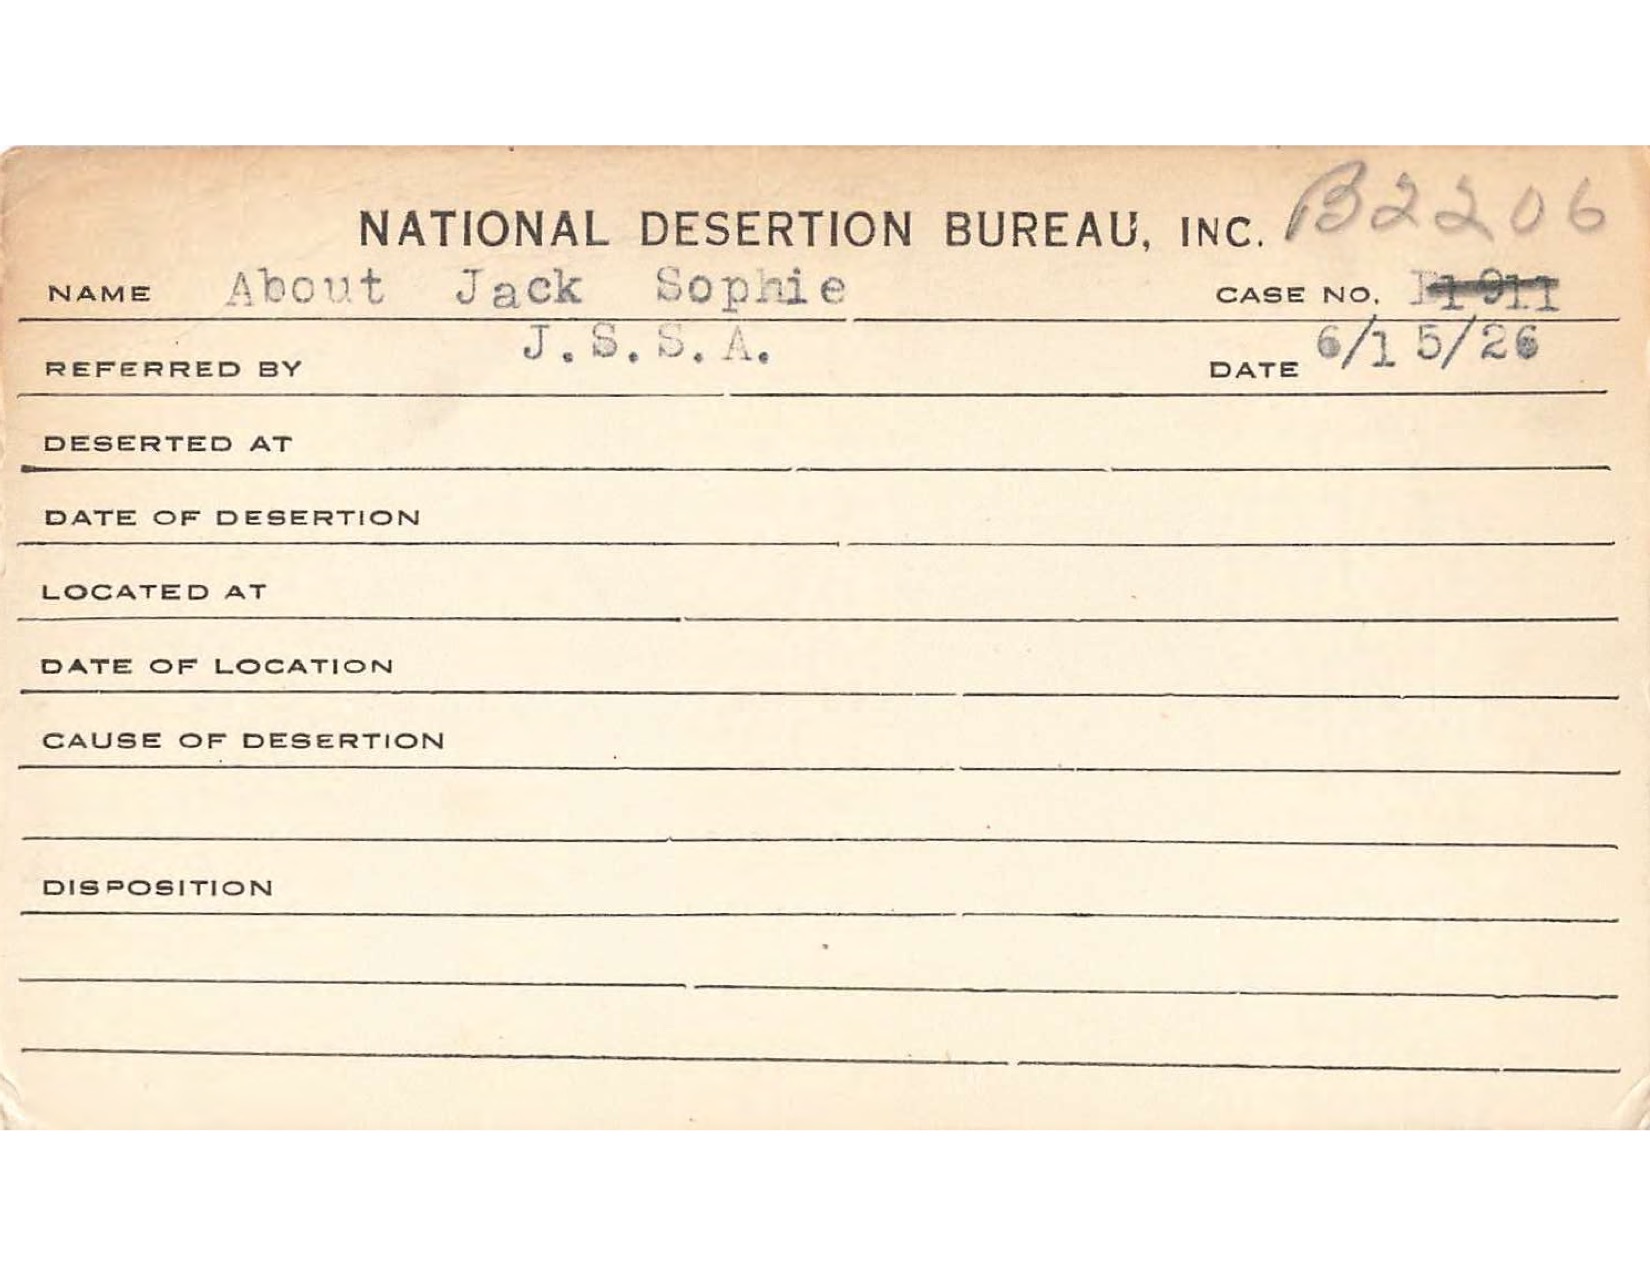 B2206
NATIONAL DESERTION BUREAU, INC.
NAME About Jack Sophie CASE NO.
REFERRED BY J.S.S.A. DATE 6/15/26
DESERTED AT
DATE OF DESERTION
LOCATED AT
DATE OF LOCATION
CAUSE OF DESERTION
DISPOSITION